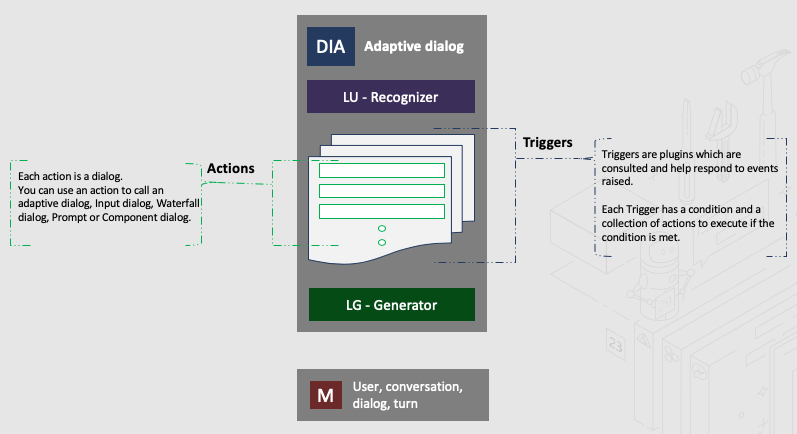 DIA
Adaptive dialog
LU - Recognizer
Triggers
Actions
Each action is a dialog.
You can use an action to call an
adaptive dialog, Input dialog, Waterfall
dialog, Prompt or Component dialog.
Triggers are plugins which are
consulted and help respond to events
raised.
Each Trigger has a condition and a
collection of actions to execute if the
condition is met.
LG - Generator
23
M
User, conversation,
dialog, turn